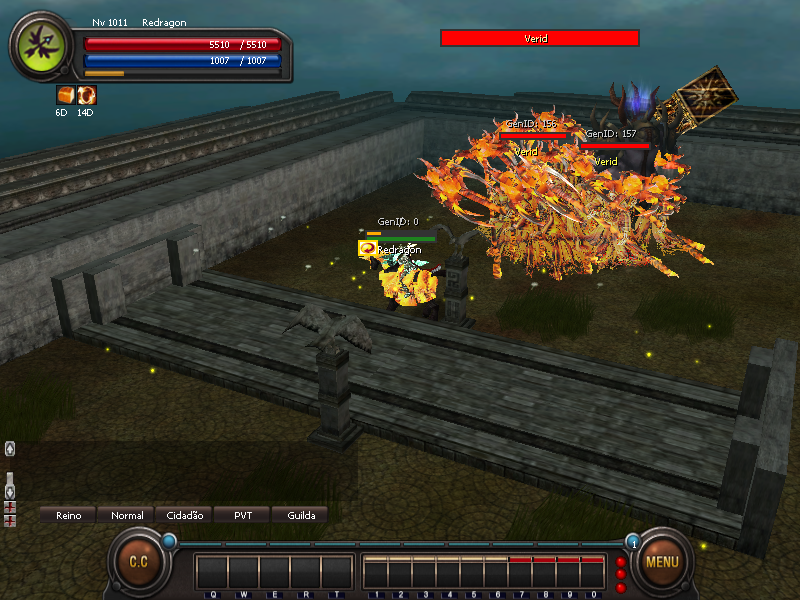 Nv 1011 Redragon
5510 / 5510
1007 / 1007
6D 14D
Verid
GenID: 156
Verid
GenID: 157
Verid
GenID: 0
Redragon
Reino Normal Cidadão PVT Guilda
C.C
1
MENU
Q W E R T 1 2 3 4 5 6 7 8 9 0